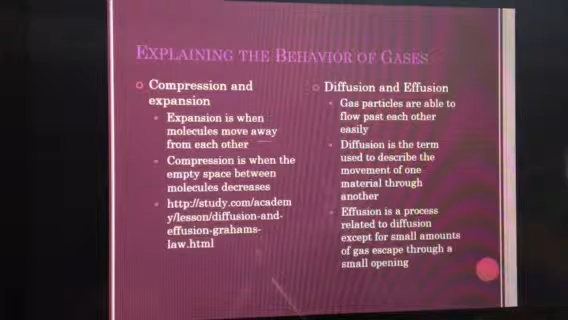 EXPLAINING THE BEHAVIOR OF GASES
Compression and
expansion
Expansion is when
molecules move away
from each other
Compression is when the
empty space between
molecules decreases
http://study.com/academ
y/lesson/diffusion-and-
effusion-grahams-
law.html
Diffusion and Effusion
Gas particles are able to
flow past each other
easily
Diffusion is the term
used to describe the
movement of one
material through
another
Effusion is a process
related to diffusion
except for small amounts
of gas escape through a
small opening